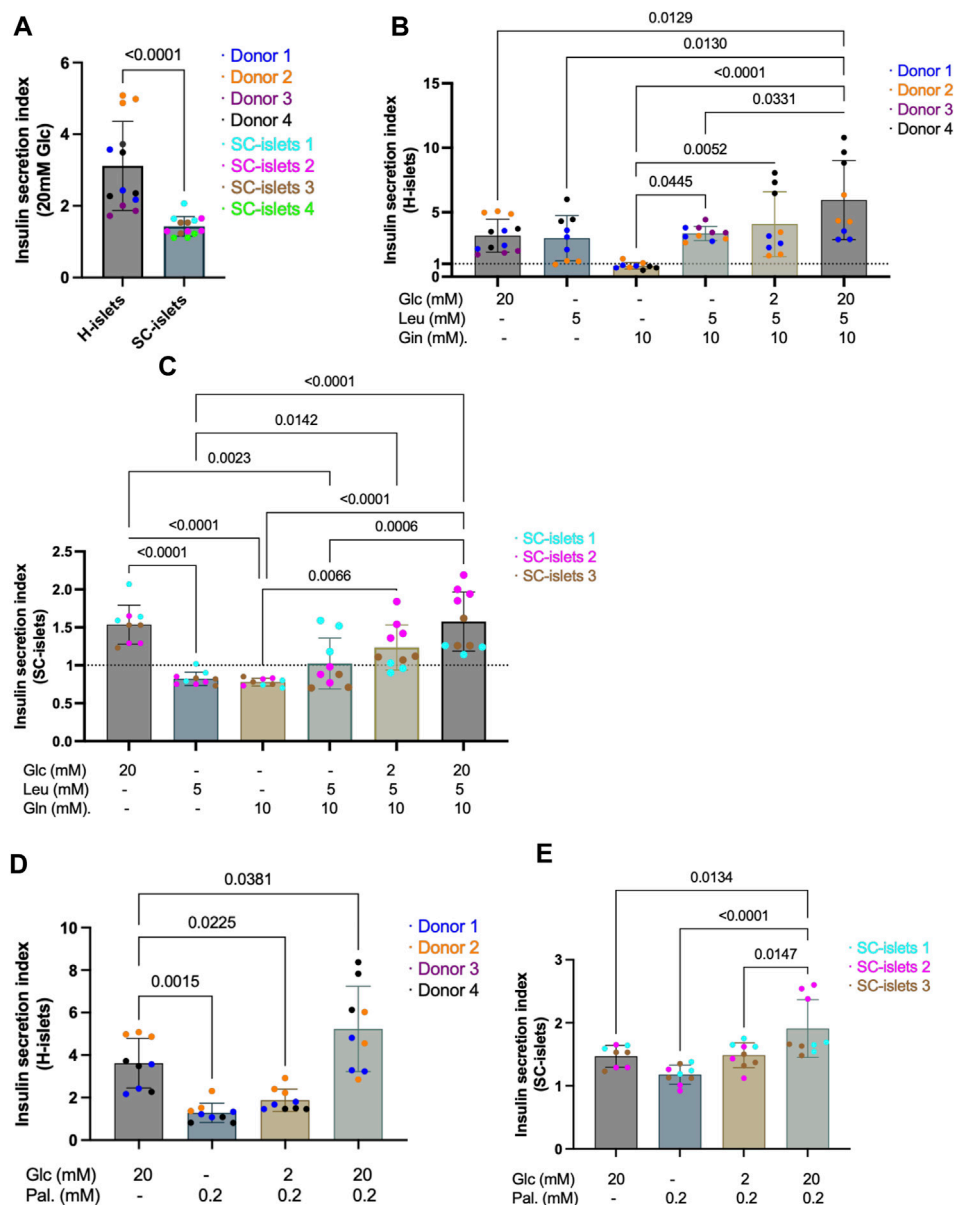 A
Insulin secretion index
(20mM Glc)
<0.0001
6
4
2
0
H-islets
SC-islets
Donor 1
Donor 2
Donor 3
Donor 4
SC-islets 1
SC-islets 2
SC-islets 3
SC-islets 4
B
Insulin secretion index
(H-islets)
0.0129
0.0130
<0.0001
0.0331
0.0052
0.0445
15
10
5
1
0
Donor 1
Donor 2
Donor 3
Donor 4
Glc (mM) 20 - - - 2 20
Leu (mM) - 5 - 5 5 5
Gin (mM). - - 10 10 10 10
C
Insulin secretion index
(SC-islets)
<0.0001
0.0142
0.0023
<0.0001
<0.0001
0.0006
<0.0001
0.0066
2.5
2.0
1.5
1
0.5
0.0
SC-islets 1
SC-islets 2
SC-islets 3
Glc (mM) 20 - - - 2 20
Leu (mM) - 5 - 5 5 5
Gln (mM). - - 10 10 10 10
D
Insulin secretion index
(H-islets)
0.0381
0.0225
0.0015
10
8
6
4
2
0
Donor 1
Donor 2
Donor 3
Donor 4
Glc (mM) 20 - 2 20
Pal. (mM) - 0.2 0.2 0.2
E
Insulin secretion index
(SC-islets)
0.0134
<0.0001
0.0147
3
2
1
0
SC-islets 1
SC-islets 2
SC-islets 3
Glc (mM) 20 - 2 20
Pal. (mM) - 0.2 0.2 0.2